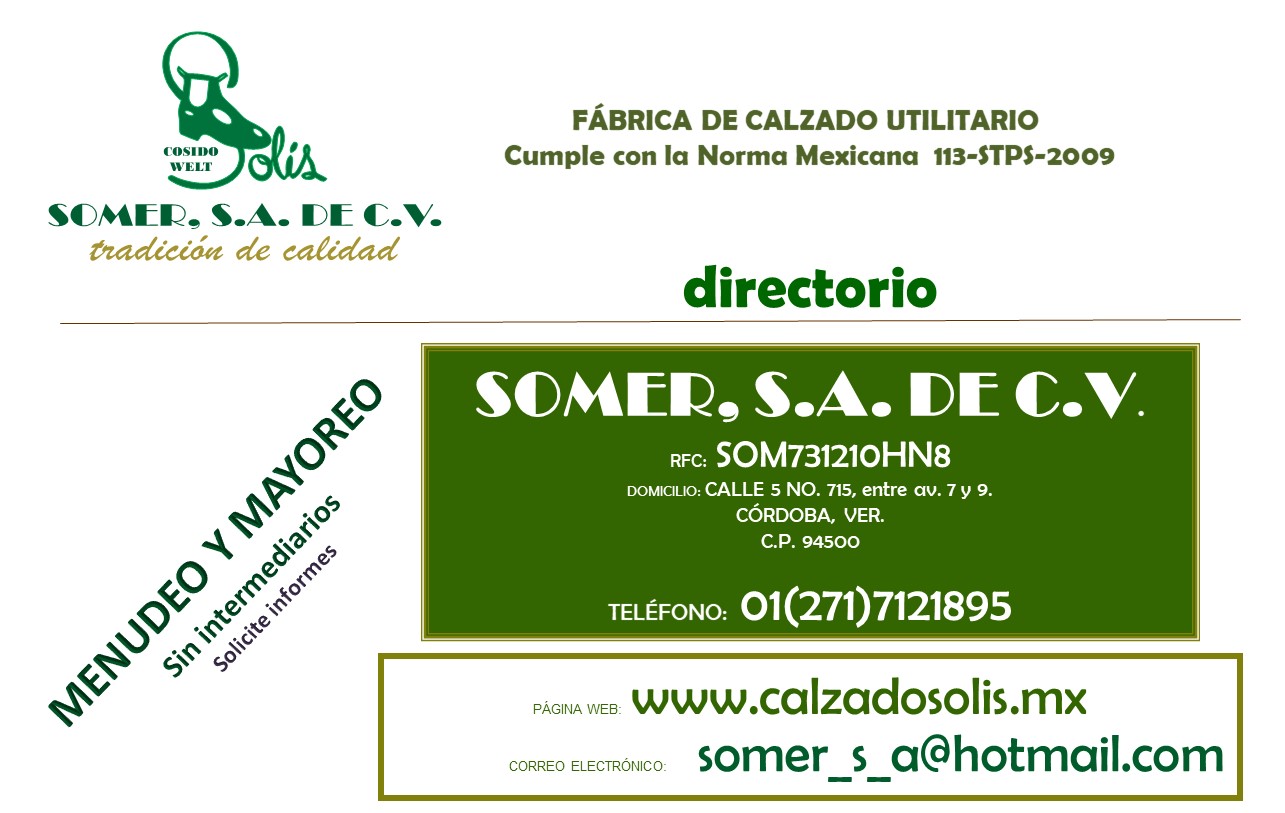 COSIDO
WELT
Solís
SOMER, S.A. DE C.V.
tradición de calidad
FÁBRICA DE CALZADO UTILITARIO
Cumple con la Norma Mexicana 113-STPS-2009
directorio
MENUDEO Y MAYOREO
Sin intermediarios
Solicite informes
SOMER, S.A. DE C.V.
RFC: SOM731210HN8
DOMICILIO: CALLE 5 NO. 715, entre av. 7 y 9.
CÓRDOBA, VER.
C.P. 94500
TELÉFONO: 01(271)7121895
PÁGINA WEB: www.calzadosolis.mx
CORREO ELECTRÓNICO: somer_s_a@hotmail.com